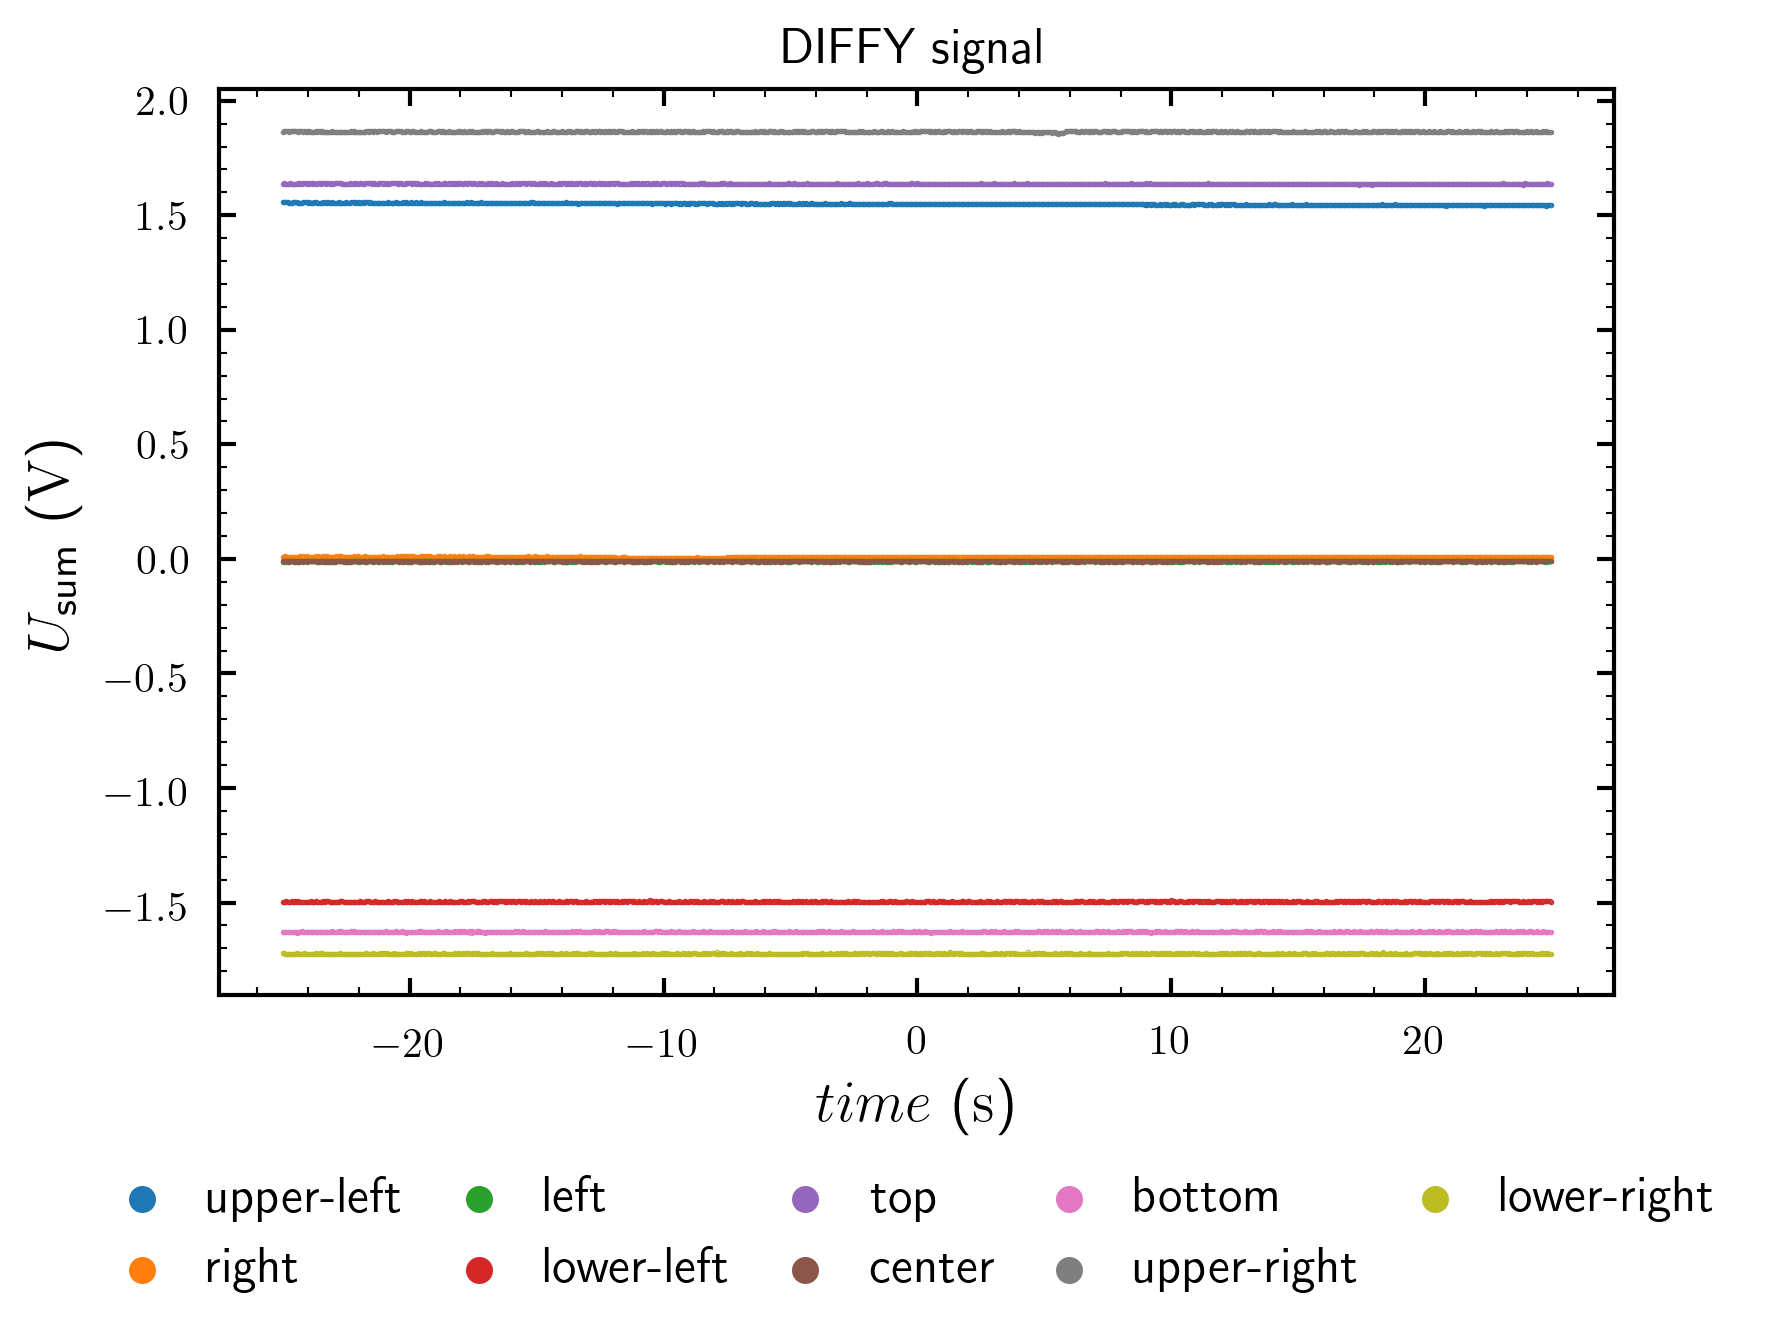 DIFFY signal
2.0
1.5
1.0
0.5
0.0
−0.5
−1.0
−1.5
U_sum (V)
−20 −10 0 10 20
time (s)
upper-left left top bottom lower-right
right lower-left center upper-right